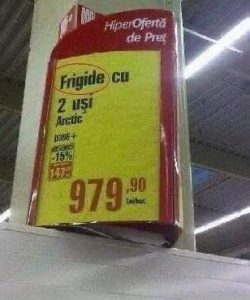 HiperOfertă
de Preț
Frigide cu
2 uși
Arctic
-15%
979,90